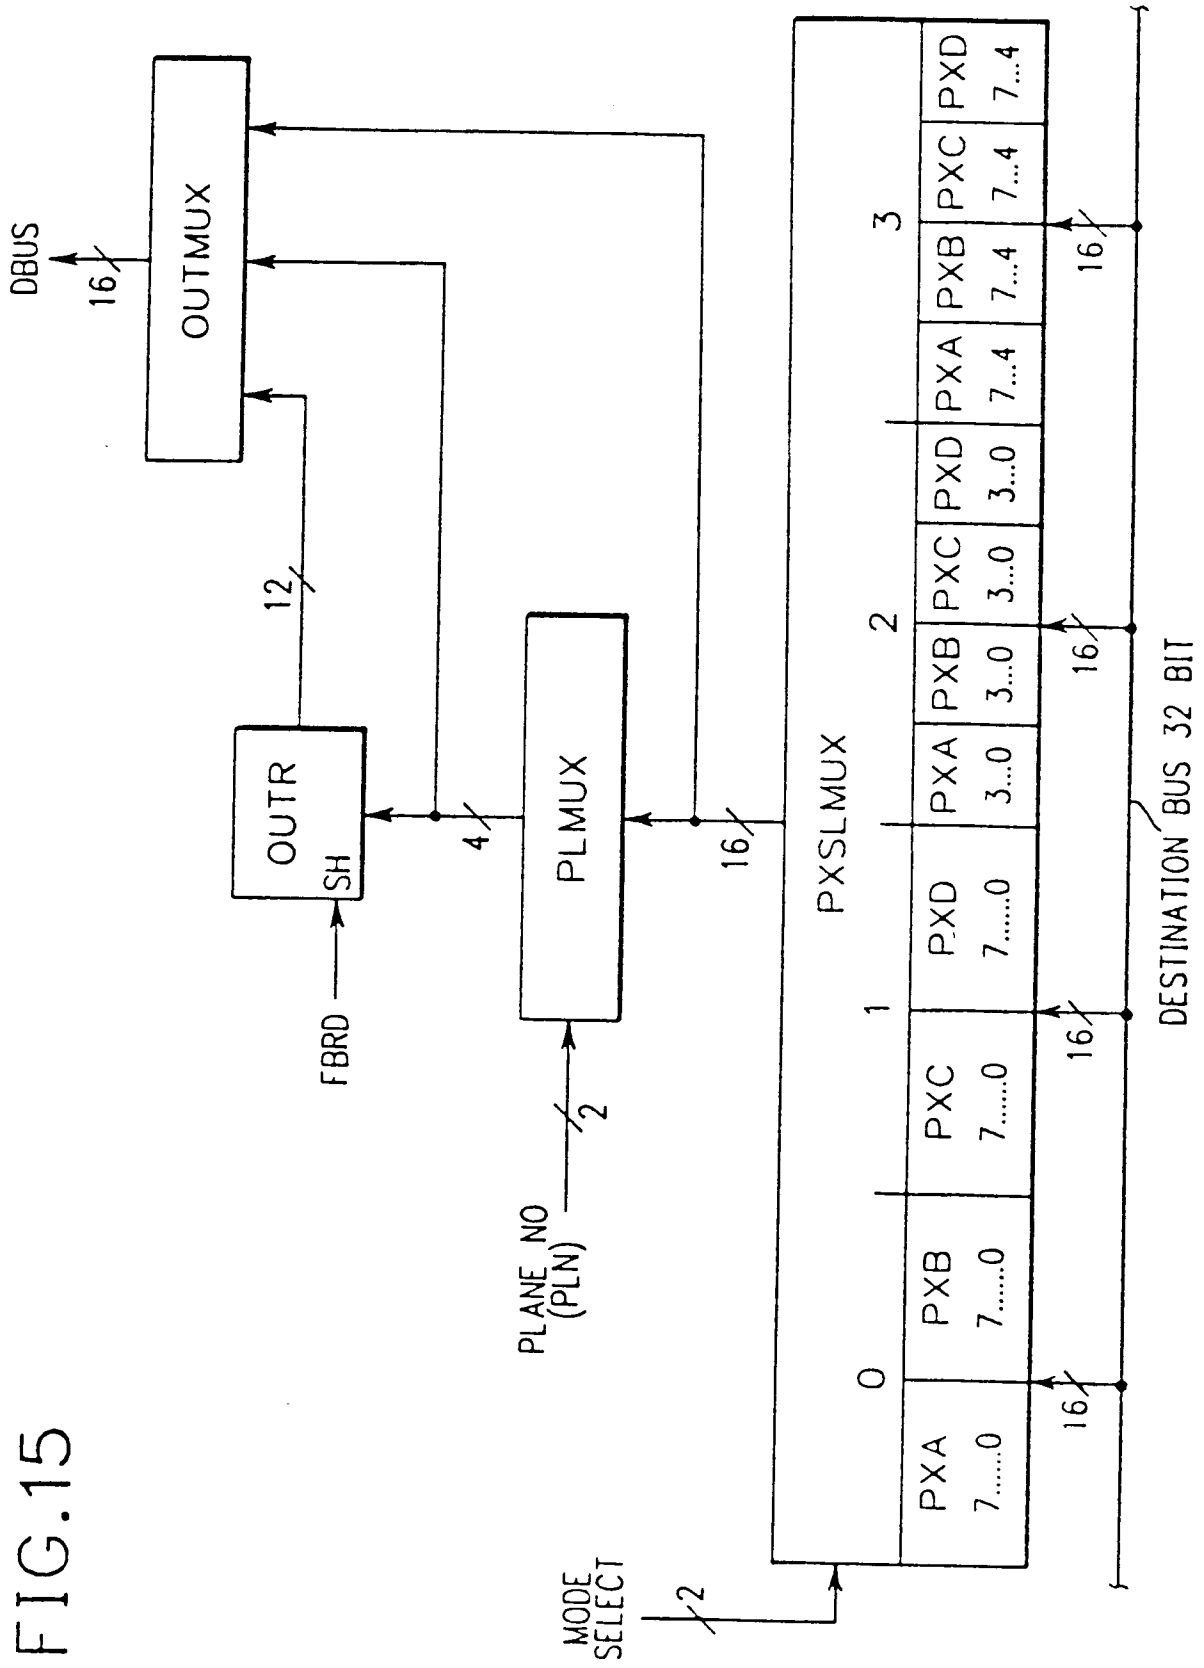 FIG.15
DBUS
16
OUTMUX
12
OUTR
SH
FBRD
4
PLMUX
PLANE NO
(PLN)
2
16
MODE
SELECT
2
PXSLMUX
0 1 2 3
PXA PXB PXC PXD PXA PXB PXC PXD PXA PXB PXC PXD
7......0 7......0 7......0 7......0 3...0 3...0 3...0 3...0 7...4 7...4 7...4 7...4
16 16 16 16
DESTINATION BUS 32 BIT